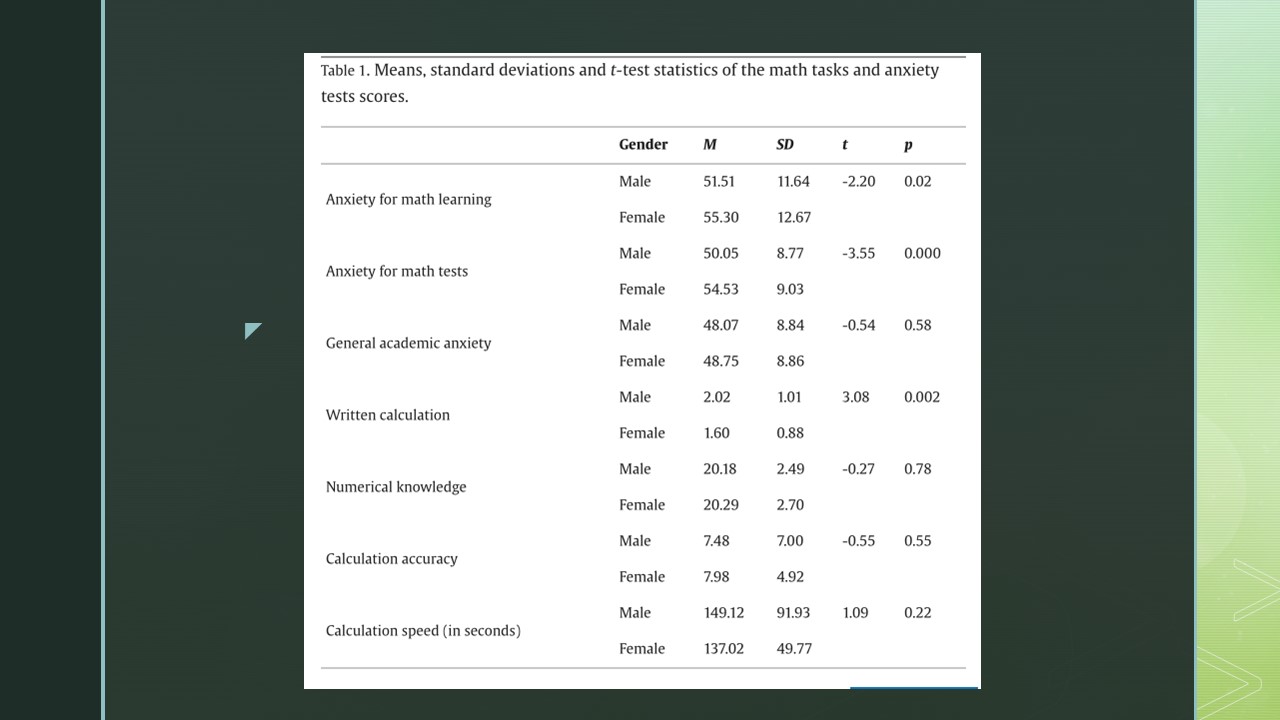 Table 1. Means, standard deviations and t-test statistics of the math tasks and anxiety
tests scores.
Gender M SD t p
Anxiety for math learning
Male 51.51 11.64 -2.20 0.02
Female 55.30 12.67
Anxiety for math tests
Male 50.05 8.77 -3.55 0.000
Female 54.53 9.03
General academic anxiety
Male 48.07 8.84 -0.54 0.58
Female 48.75 8.86
Written calculation
Male 2.02 1.01 3.08 0.002
Female 1.60 0.88
Numerical knowledge
Male 20.18 2.49 -0.27 0.78
Female 20.29 2.70
Calculation accuracy
Male 7.48 7.00 -0.55 0.55
Female 7.98 4.92
Calculation speed (in seconds)
Male 149.12 91.93 1.09 0.22
Female 137.02 49.77